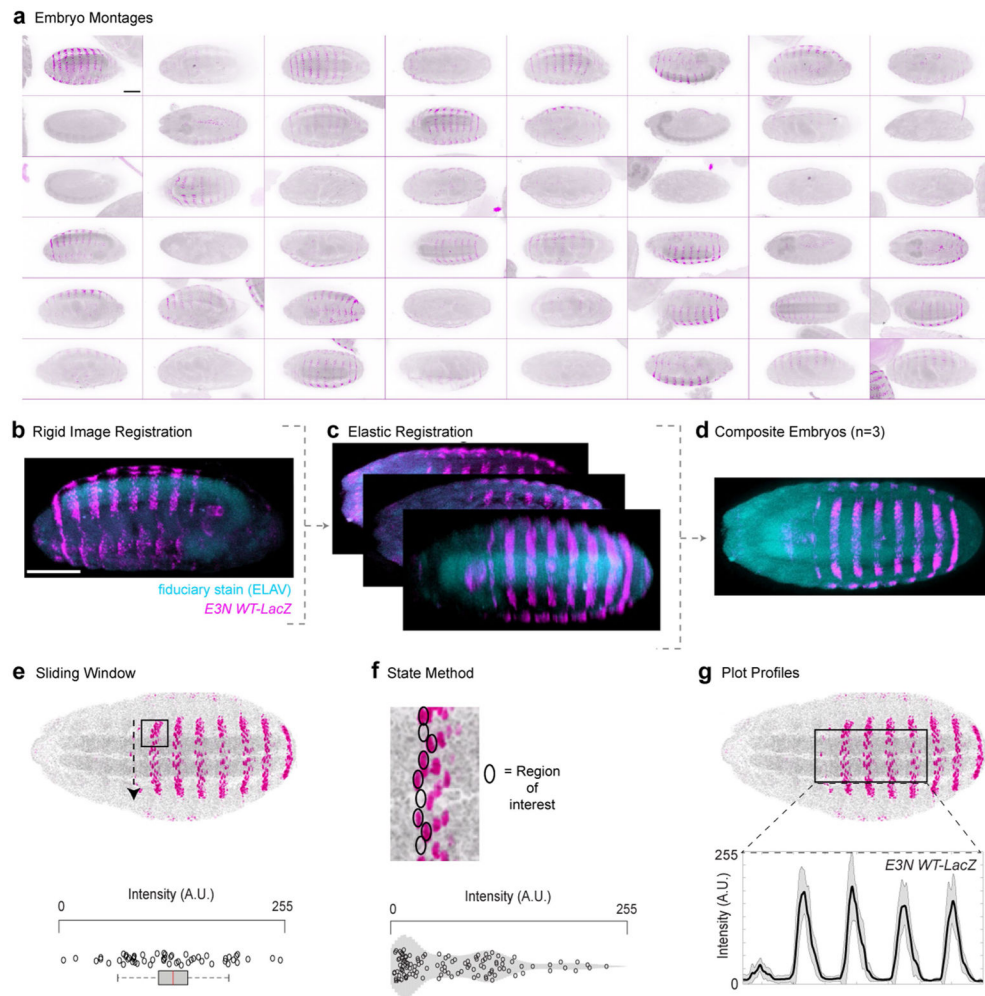 a Embryo Montages
b Rigid Image Registration
c Elastic Registration
d Composite Embryos (n=3)
fiduciary stain (ELAV)
E3N WT-LacZ
e Sliding Window
f State Method
g Plot Profiles
= Region
of
interest
Intensity (A.U.)
0
255
Intensity (A.U.)
0
255
255
E3N WT-LacZ
Intensity (A.U.)
0